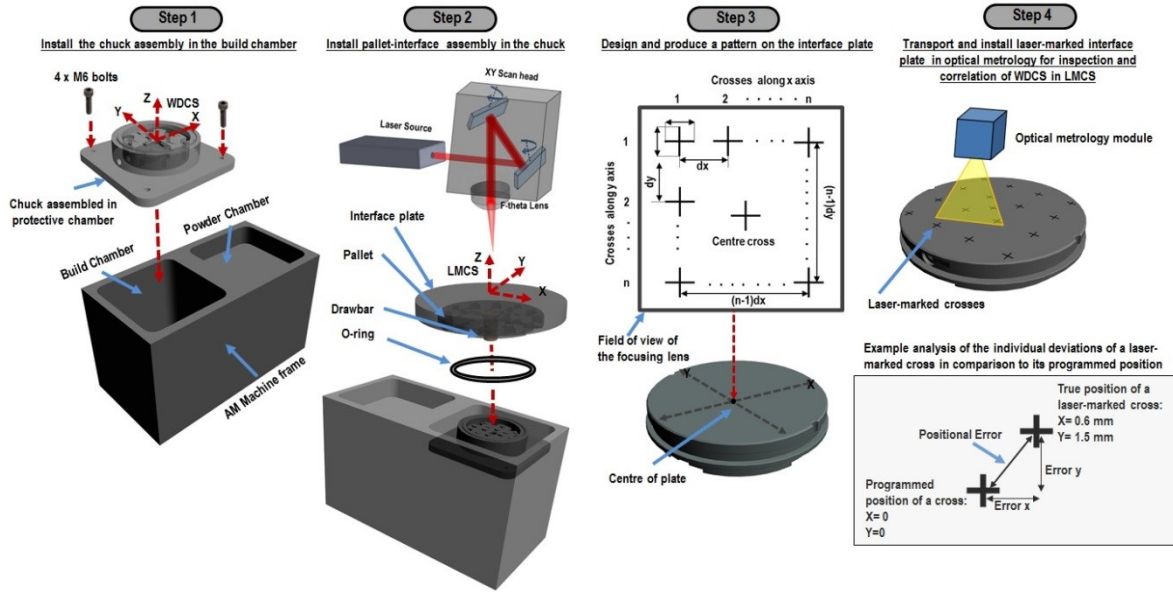 Step 1
Install the chuck assembly in the build chamber
4 x M6 bolts
Z
WDCS
Y
X
Chuck assembled in
protective chamber
Powder Chamber
Build Chamber
AM Machine frame
Step 2
Install pallet-interface assembly in the chuck
XY Scan head
Laser Source
F-theta Lens
Interface plate
Z
LMCS
Y
X
Pallet
Drawbar
O-ring
Step 3
Design and produce a pattern on the interface plate
Crosses along x axis
1 2 · · · · · n
Crosses along y axis
1
2
n
dx
dy
(n-1)dy
Centre cross
(n-1)dx
Field of view
of the focusing lens
Y
X
Centre of plate
Step 4
Transport and install laser-marked interface
plate in optical metrology for inspection and
correlation of WDCS in LMCS
Optical metrology module
Laser-marked crosses
Example analysis of the individual deviations of a laser-
marked cross in comparison to its programmed position
True position of a
laser-marked cross:
X= 0.6 mm
Y= 1.5 mm
Positional Error
Error y
Error x
Programmed
position of a cross:
X= 0
Y=0